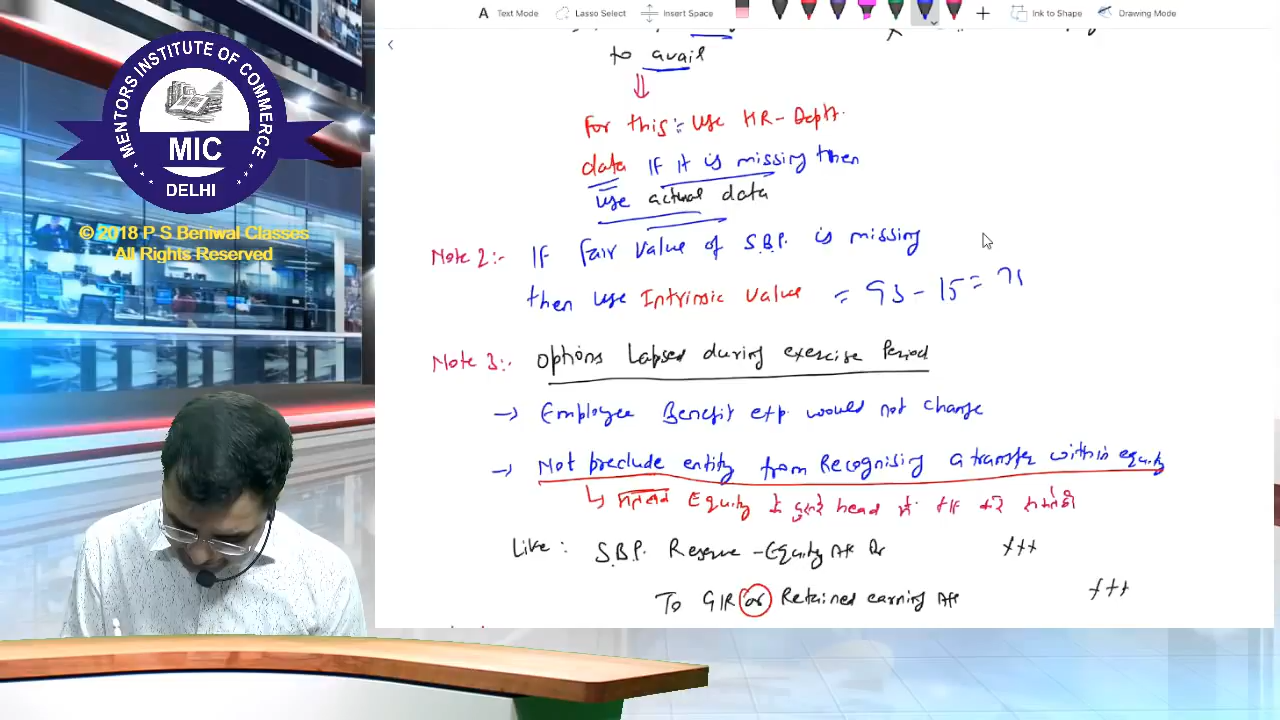 Text Mode
Lasso Select
Insert Space
Ink to Shape
Drawing Mode
MENTORS INSTITUTE OF COMMERCE
MIC
DELHI
© 2018 P S Beniwal Classes
All Rights Reserved
to avail
For this:- Use HR-Deptt.
data IF it is missing then
use actual data
Note 2:- IF fair value of S.B.P. is missing
then use Intrinsic value = 93 - 15 =
Note 3:- options Lapsed during exercise Period
→ Employee Benefit exp. would not change
→ Not preclude entity from Recognising a transfer within equity
Equity head
Like: S.B.P. Reserve - Equity A/c Dr +++
To G/R or Retained earning A/c +++